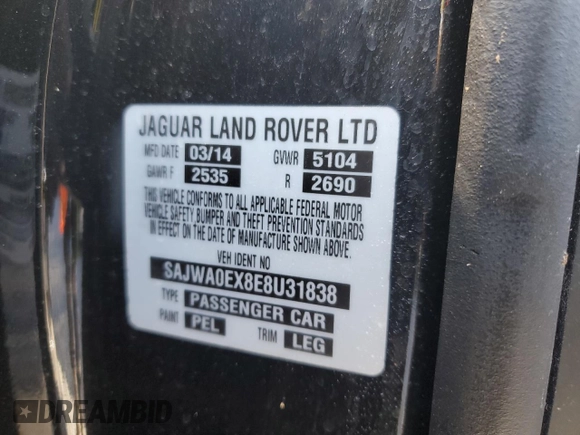 JAGUAR LAND ROVER LTD
MFD DATE 03/14 GVWR 5104
GAWR F 2535 R 2690
THIS VEHICLE CONFORMS TO ALL APPLICABLE FEDERAL MOTOR
VEHICLE SAFETY BUMPER AND THEFT PREVENTION STANDARDS
IN EFFECT ON THE DATE OF MANUFACTURE SHOWN ABOVE.
VEH IDENT NO
SAJWA0EX8E8U31838
TYPE PASSENGER CAR
PAINT PEL TRIM LEG
DREAMBID